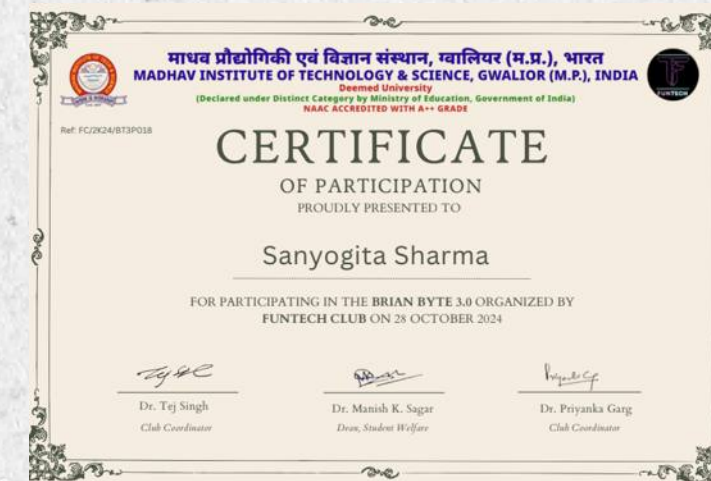 माधव प्रौद्योगिकी एवं विज्ञान संस्थान, ग्वालियर (म.प्र.), भारत
MADHAV INSTITUTE OF TECHNOLOGY & SCIENCE, GWALIOR (M.P.), INDIA
Deemed University
(Declared under Distinct Category by Ministry of Education, Government of India)
NAAC ACCREDITED WITH A++ GRADE
FUNTECH
Ref: FC/2K24/BT3P018
CERTIFICATE
OF PARTICIPATION
PROUDLY PRESENTED TO
Sanyogita Sharma
FOR PARTICIPATING IN THE BRIAN BYTE 3.0 ORGANIZED BY
FUNTECH CLUB ON 28 OCTOBER 2024
Dr. Tej Singh
Club Coordinator
Dr. Manish K. Sagar
Dean, Student Welfare
Dr. Priyanka Garg
Club Coordinator